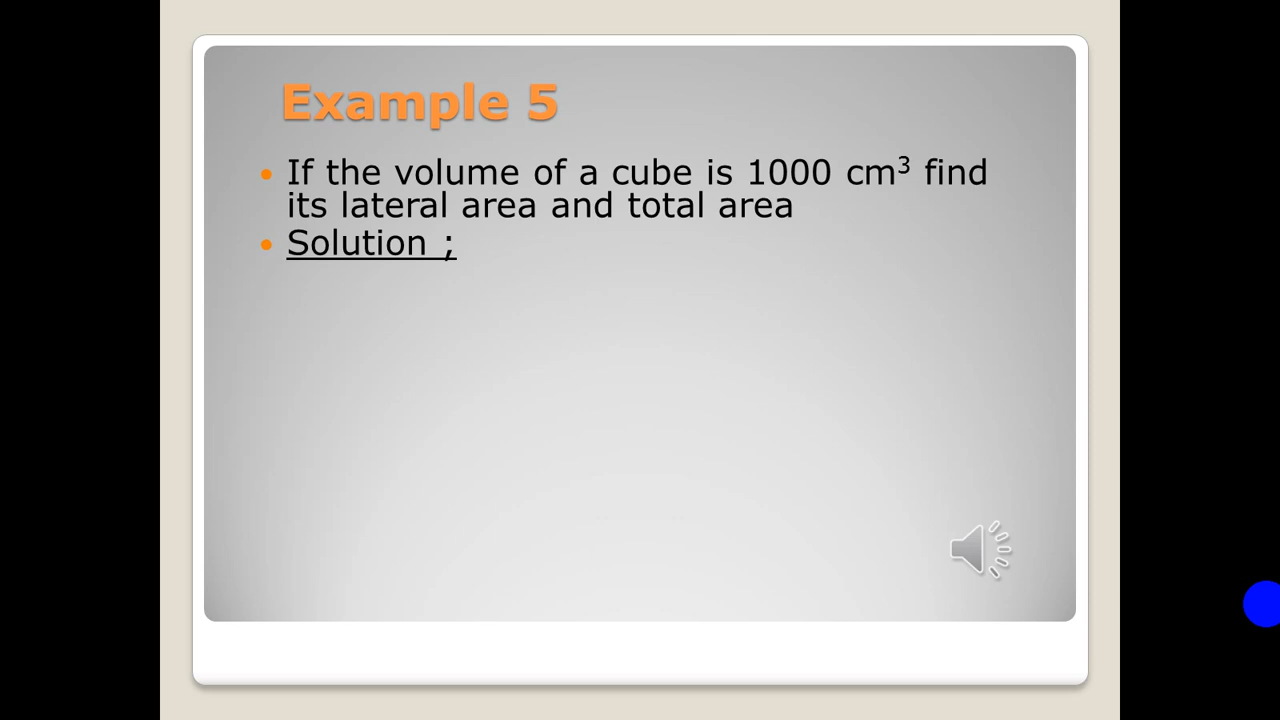 Example 5
If the volume of a cube is 1000 cm³ find
its lateral area and total area
Solution ;